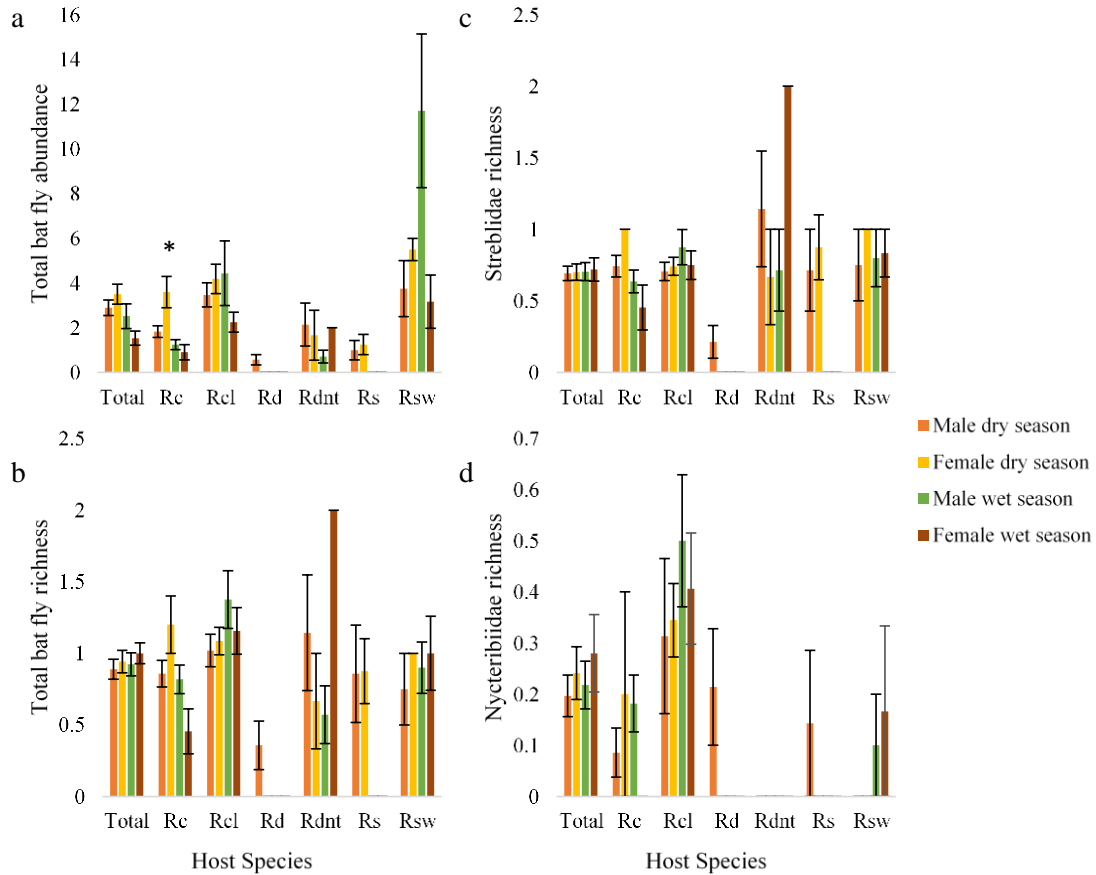 a
16
14
12
10
8
6
4
2
0
Total bat fly abundance
*
Total Rc Rcl Rd Rdnt Rs Rsw
c
2.5
2
1.5
1
0.5
0
Streblidae richness
Total Rc Rcl Rd Rdnt Rs Rsw
b
2.5
2
1.5
1
0.5
0
Total bat fly richness
Total Rc Rcl Rd Rdnt Rs Rsw
Host Species
d
0.7
0.6
0.5
0.4
0.3
0.2
0.1
0
Nycteribiidae richness
Total Rc Rcl Rd Rdnt Rs Rsw
Host Species
Male dry season
Female dry season
Male wet season
Female wet season